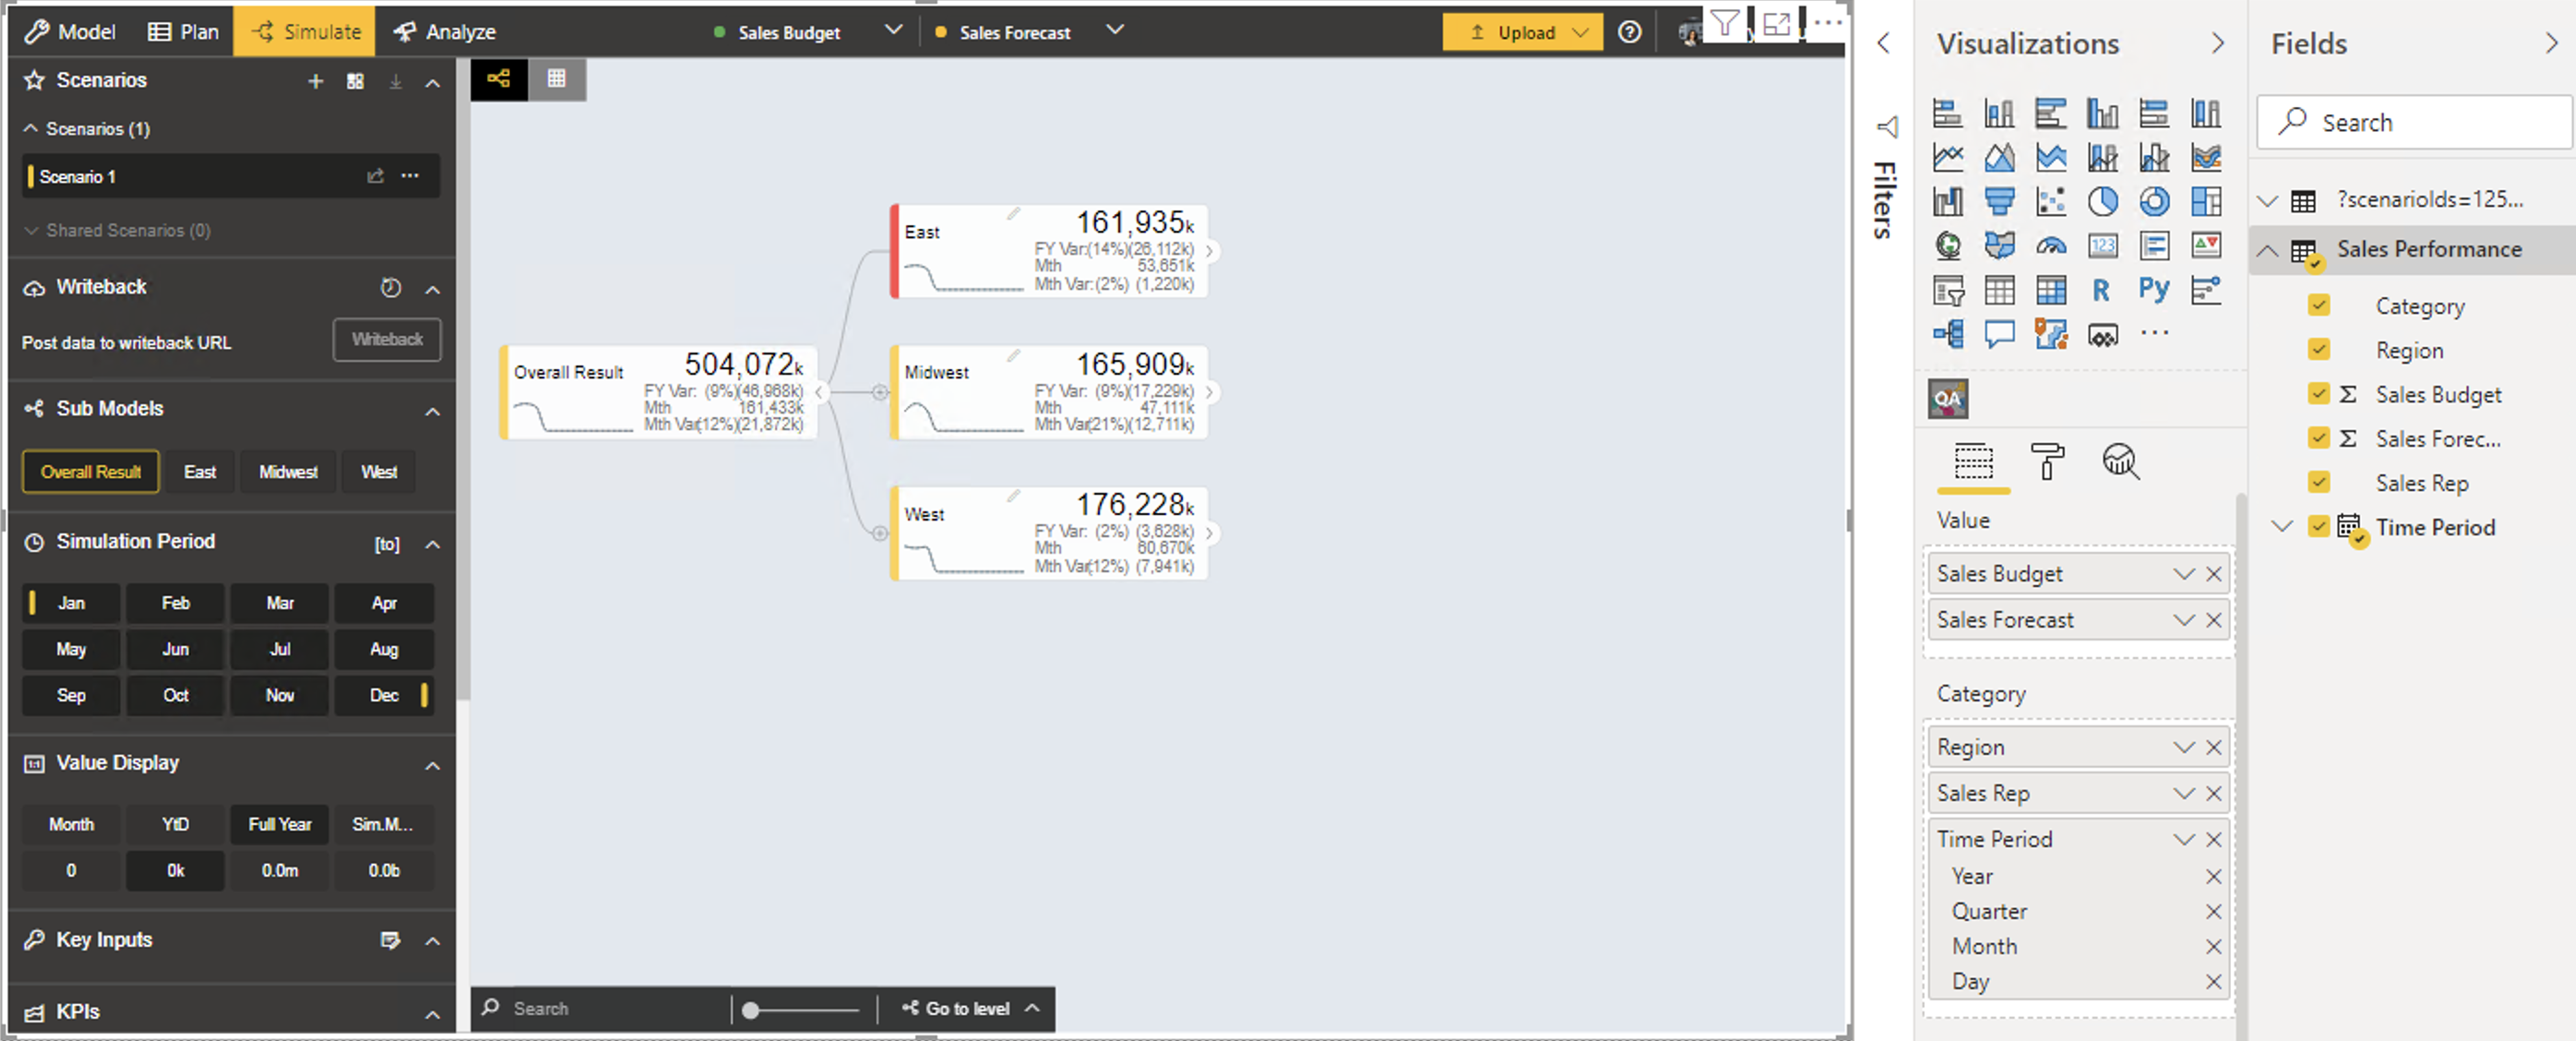 Model Plan Simulate Analyze Sales Budget Sales Forecast Upload
Scenarios
Scenarios (1)
Scenario 1
Shared Scenarios (0)
Writeback
Post data to writeback URL Writeback
Sub Models
Overall Result East Midwest West
Simulation Period [to]
Jan Feb Mar Apr
May Jun Jul Aug
Sep Oct Nov Dec
Value Display
Month YtD Full Year Sim.M...
0 0k 0.0m 0.0b
Key Inputs
KPIs
Overall Result 504,072k
FY Var: (9%)(46,968k)
Mth 161,433k
Mth Var(12%)(21,872k)
East 161,935k
FY Var:(14%)(26,112k)
Mth 53,651k
Mth Var:(2%) (1,220k)
Midwest 165,909k
FY Var: (9%)(17,229k)
Mth 47,111k
Mth Var(21%)(12,711k)
West 176,228k
FY Var: (2%) (3,628k)
Mth 60,670k
Mth Var(12%) (7,941k)
Search Go to level
Filters
Visualizations
123
R Py
QA
Value
Sales Budget
Sales Forecast
Category
Region
Sales Rep
Time Period
Year
Quarter
Month
Day
Fields
Search
?scenarioIds=125...
Sales Performance
Category
Region
Σ Sales Budget
Σ Sales Forec...
Sales Rep
Time Period